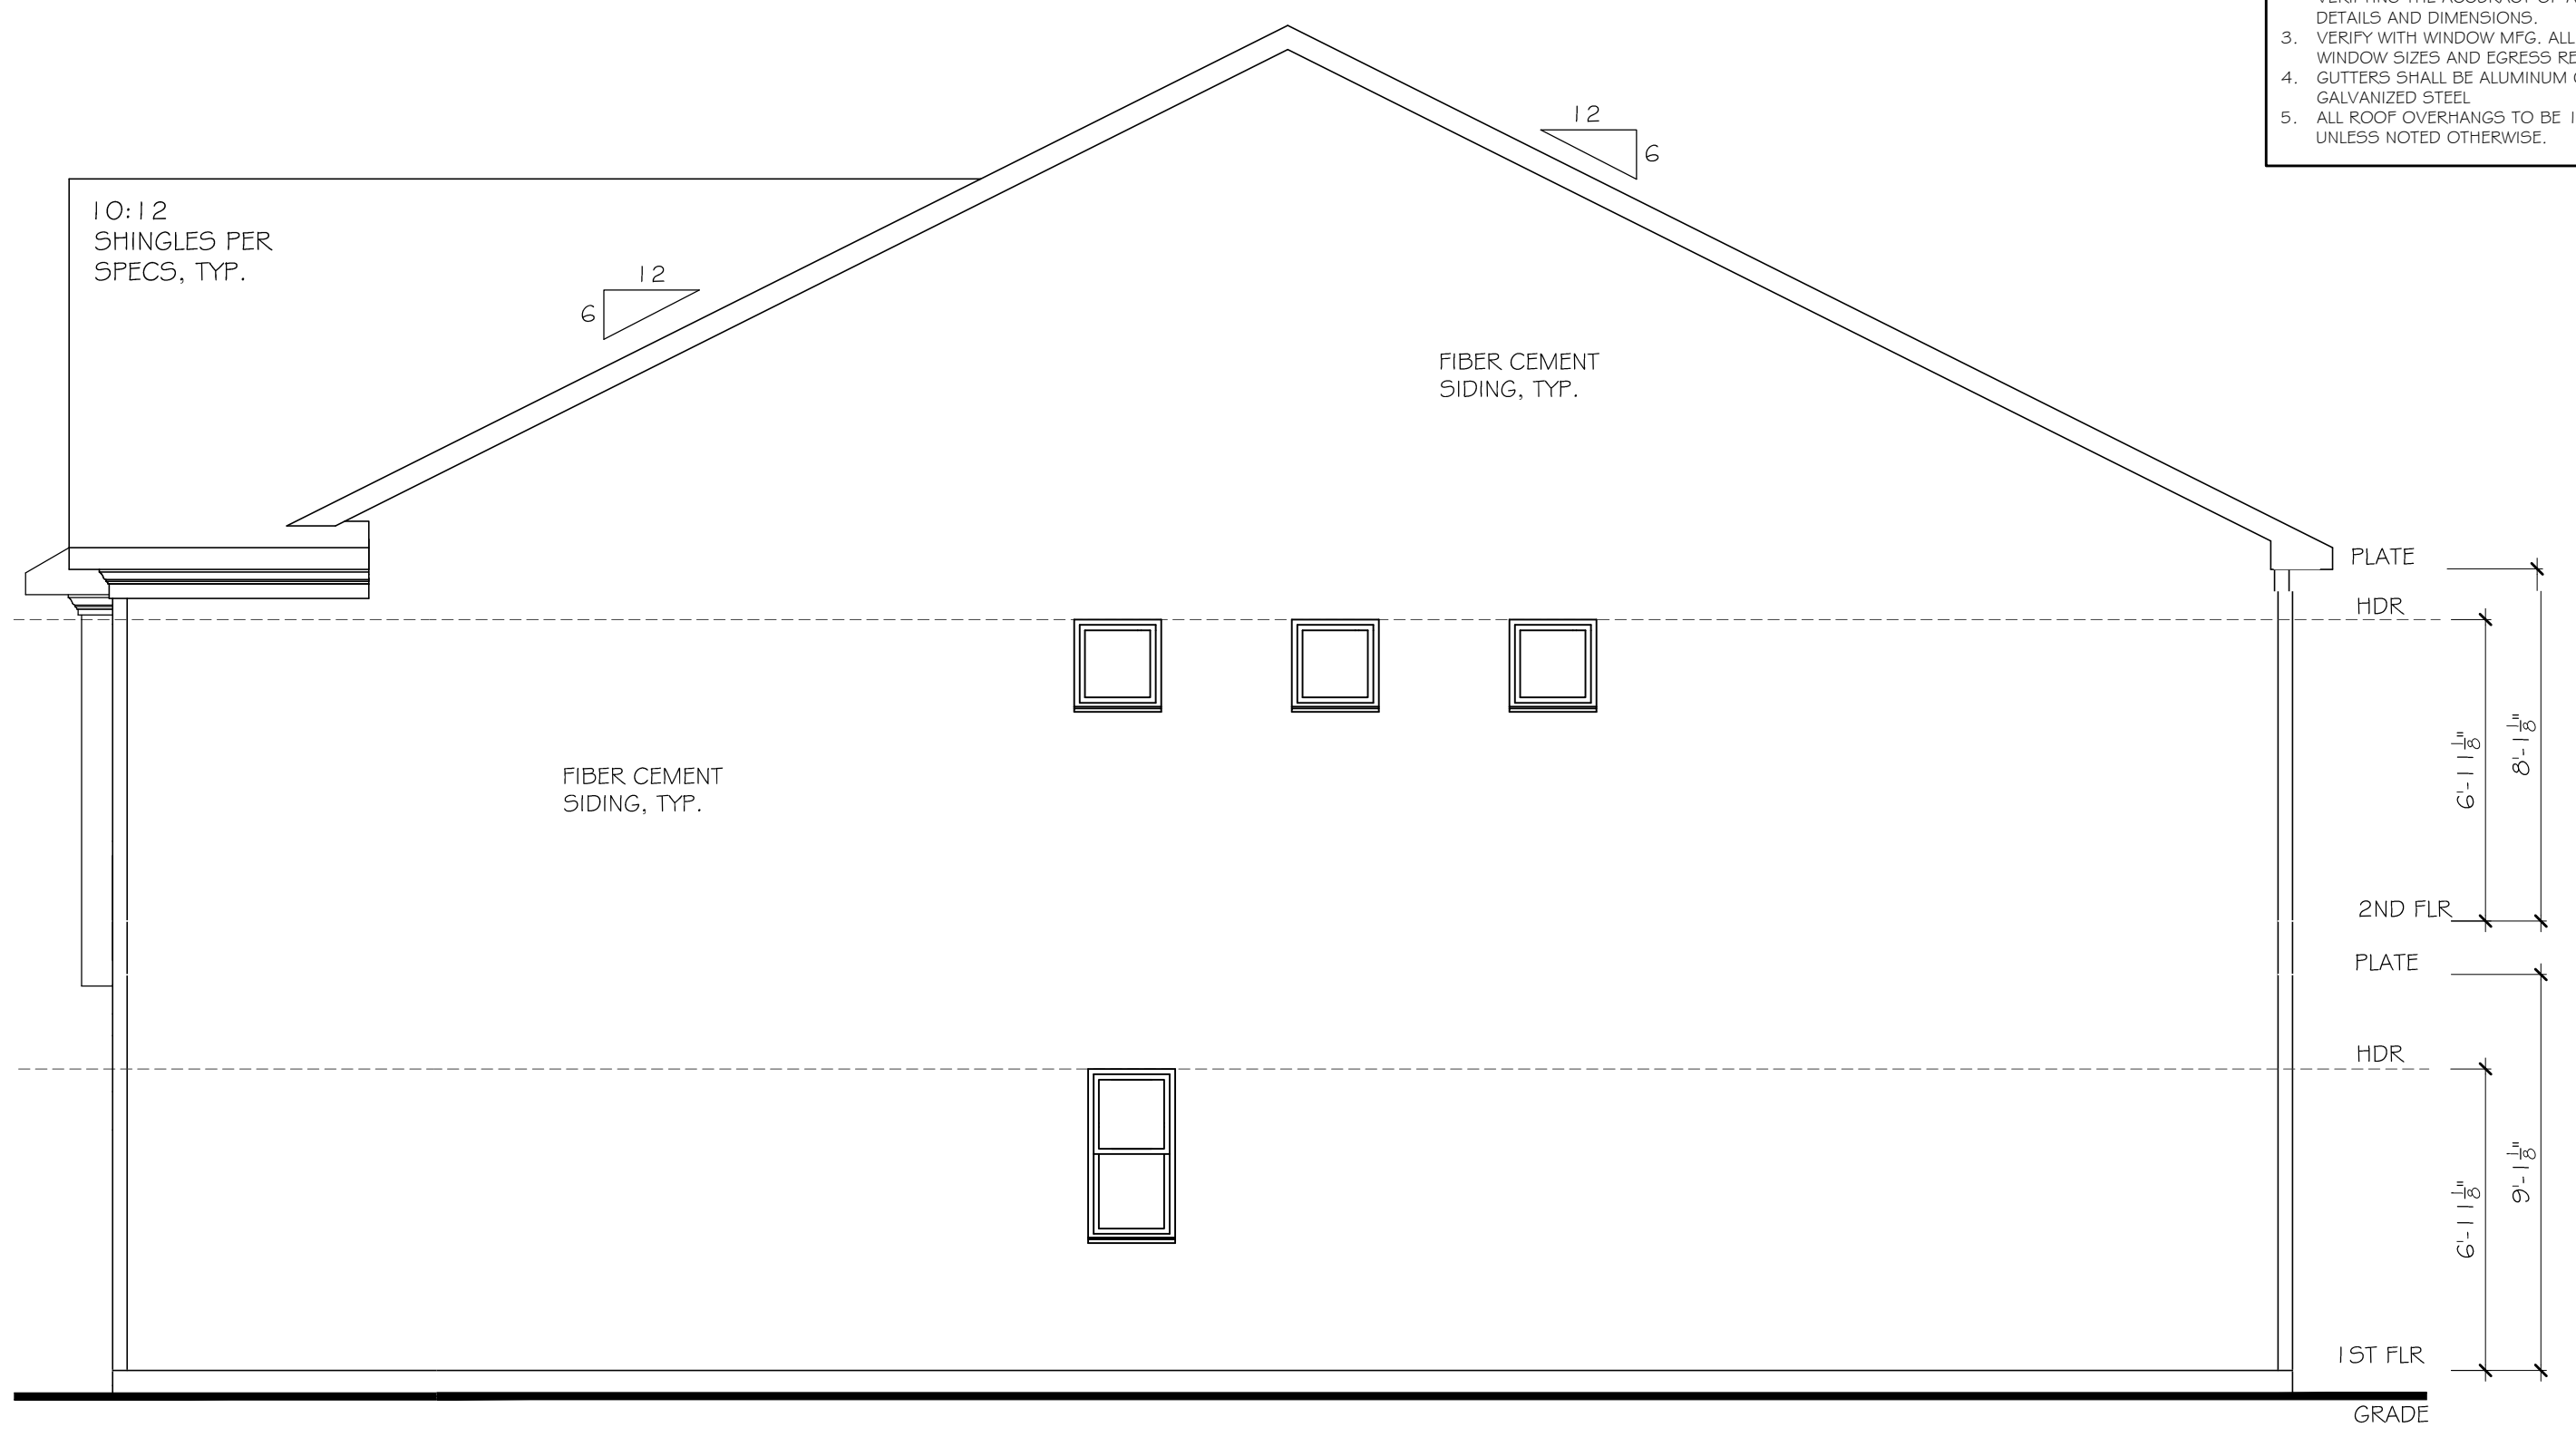 DETAILS AND DIMENSIONS.
3. VERIFY WITH WINDOW MFG. ALL
WINDOW SIZES AND EGRESS
4. GUTTERS SHALL BE ALUMINUM
GALVANIZED STEEL
5. ALL ROOF OVERHANGS TO BE
UNLESS NOTED OTHERWISE.
12
6
10:12
SHINGLES PER
SPECS, TYP.
12
6
FIBER CEMENT
SIDING, TYP.
PLATE
HDR
6'-11 1/8"
8'-1 1/8"
FIBER CEMENT
SIDING, TYP.
2ND FLR
PLATE
HDR
6'-11 1/8"
9'-1 1/8"
1ST FLR
GRADE